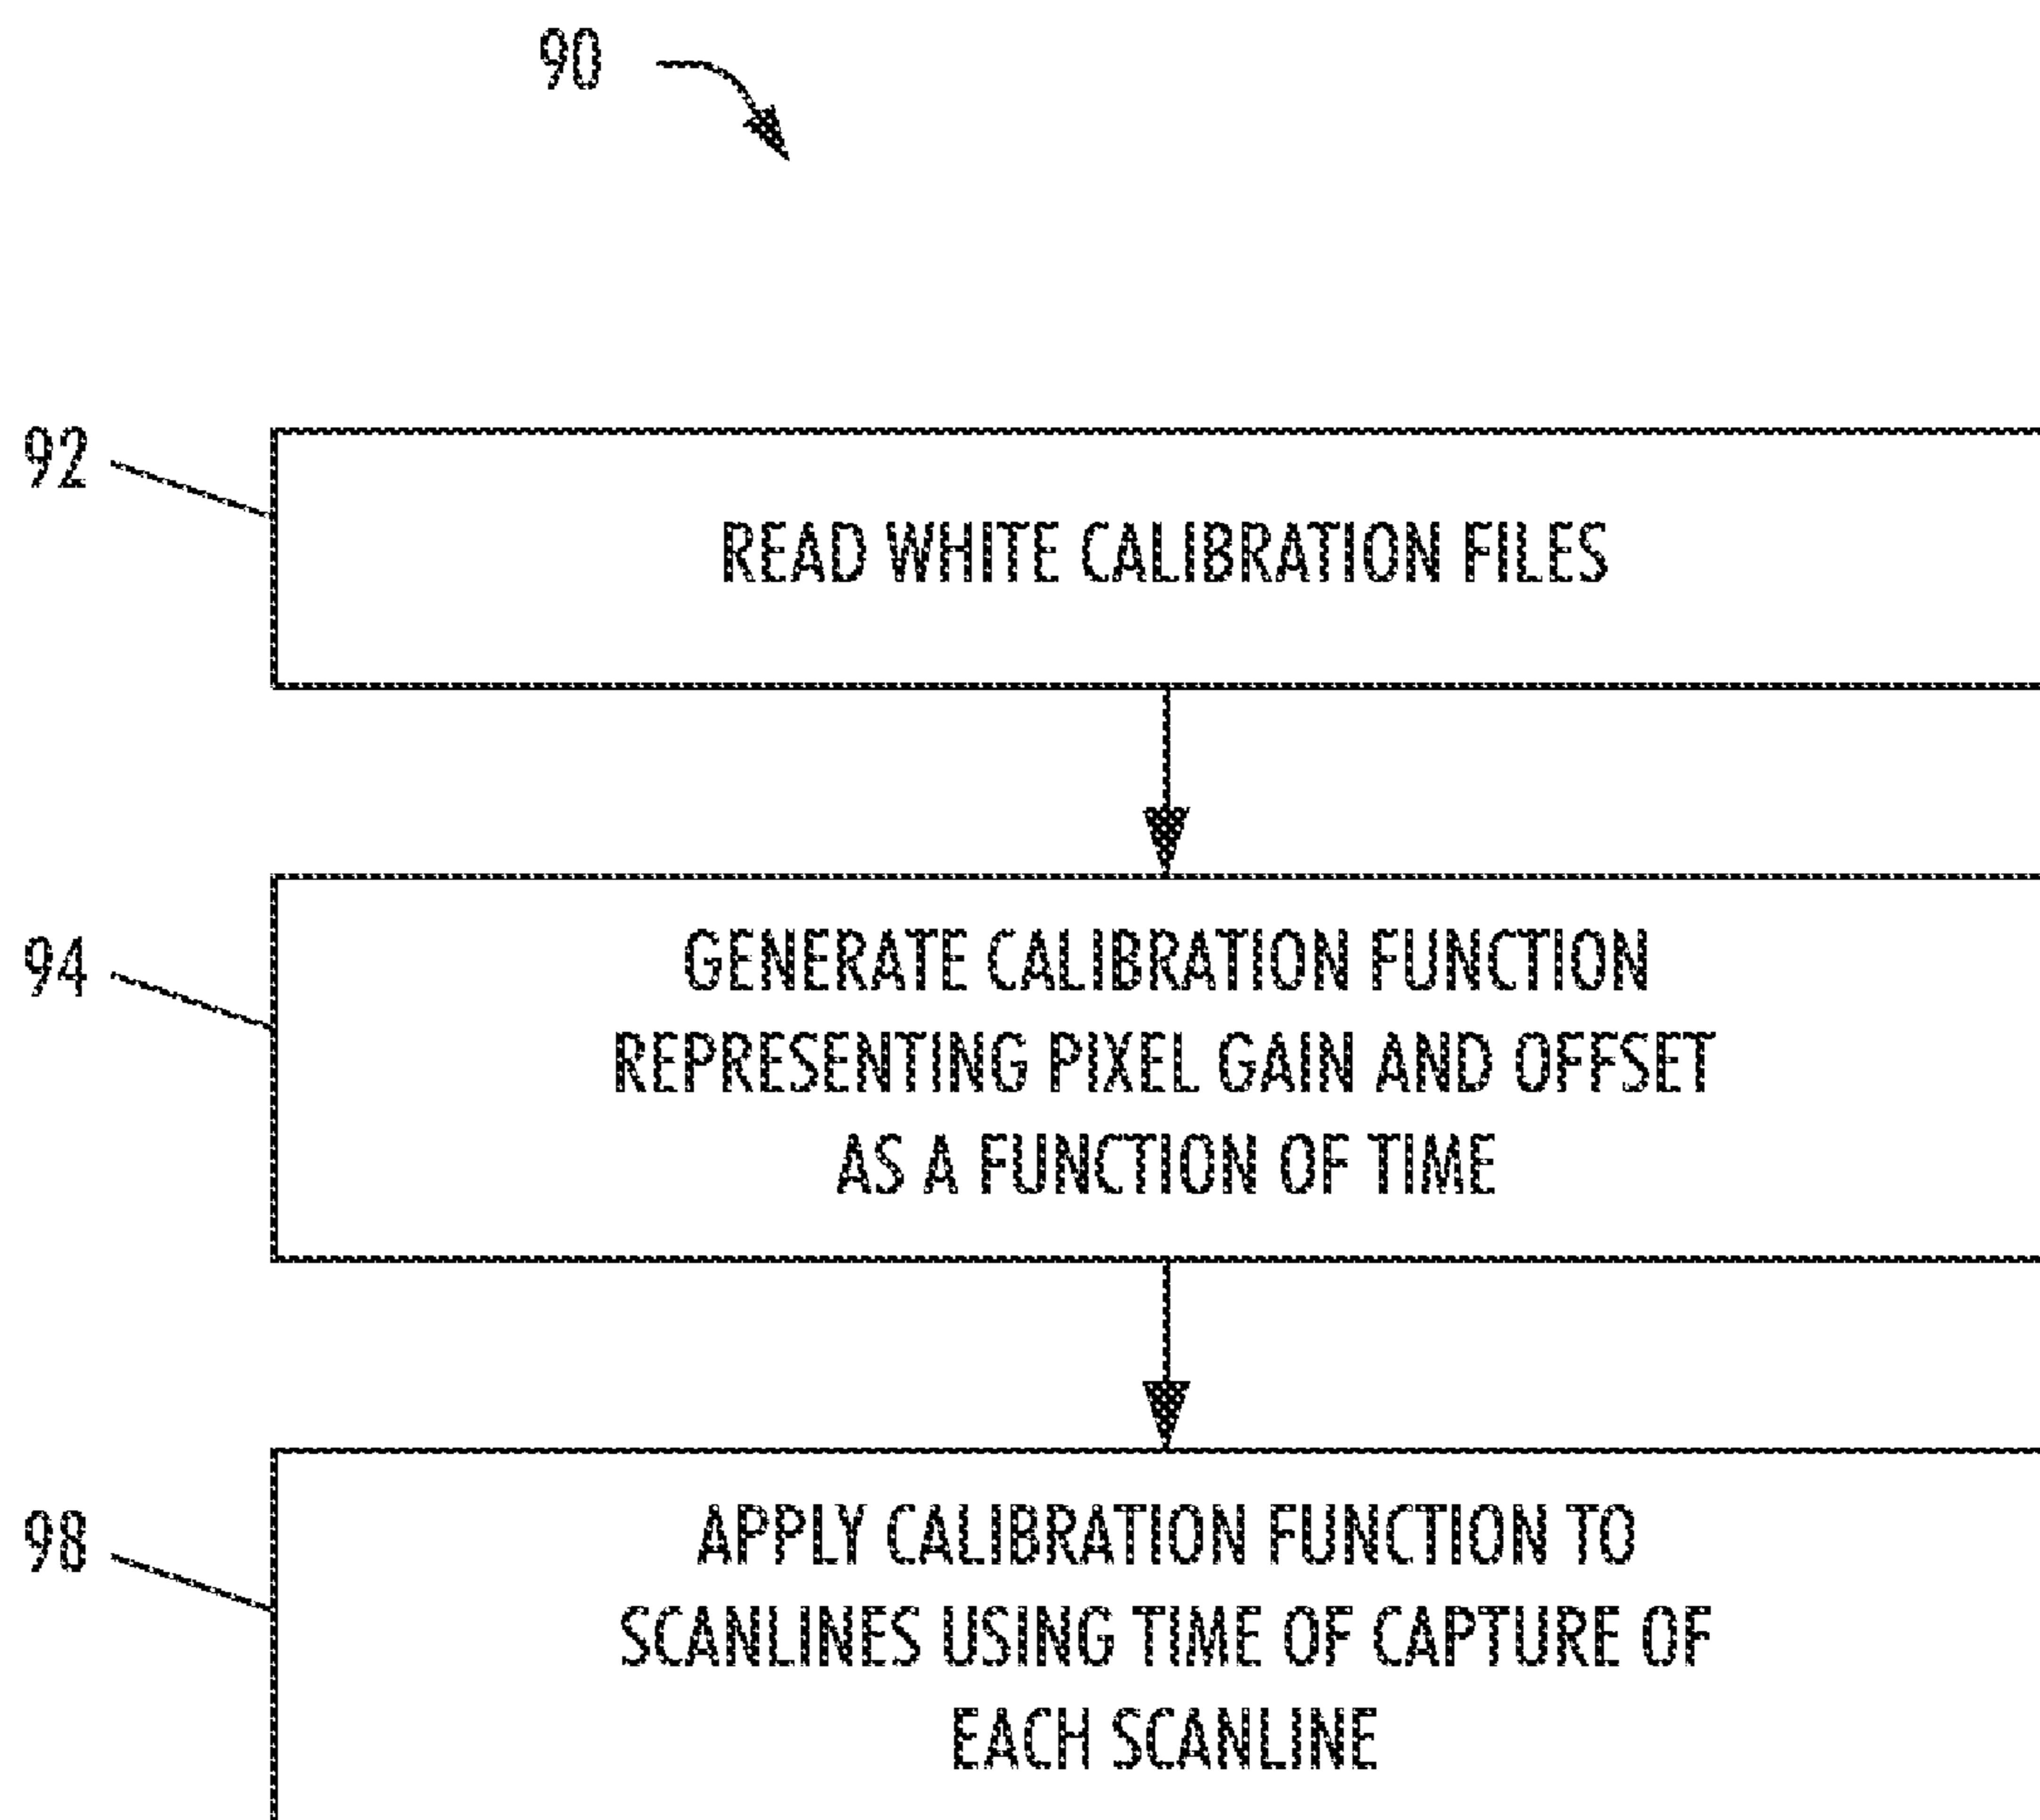 90
92
READ WHITE CALIBRATION FILES
94
GENERATE CALIBRATION FUNCTION
REPRESENTING PIXEL GAIN AND OFFSET
AS A FUNCTION OF TIME
98
APPLY CALIBRATION FUNCTION TO
SCANLINES USING TIME OF CAPTURE OF
EACH SCANLINE